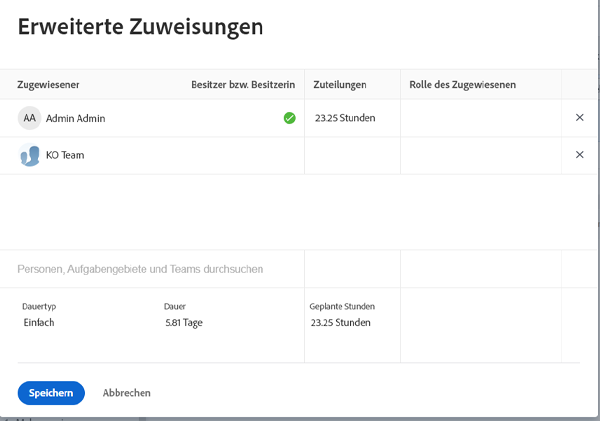 Erweiterte Zuweisungen
Zugewiesener Besitzer bzw. Besitzerin Zuteilungen Rolle des Zugewiesenen
AA Admin Admin 23.25 Stunden
KO Team
Personen, Aufgabengebiete und Teams durchsuchen
Dauertyp Dauer Geplante Stunden
Einfach 5.81 Tage 23.25 Stunden
Speichern Abbrechen